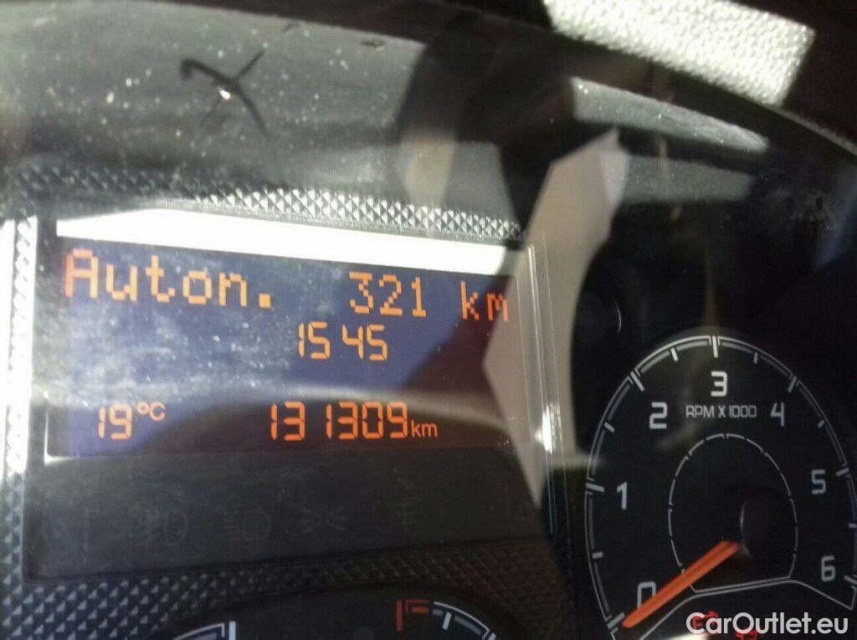 Auton. 321 km
15 45
19°C 131309km
3
2 RPM X 1000 4
1 5
0 6
F
CarOutlet.eu